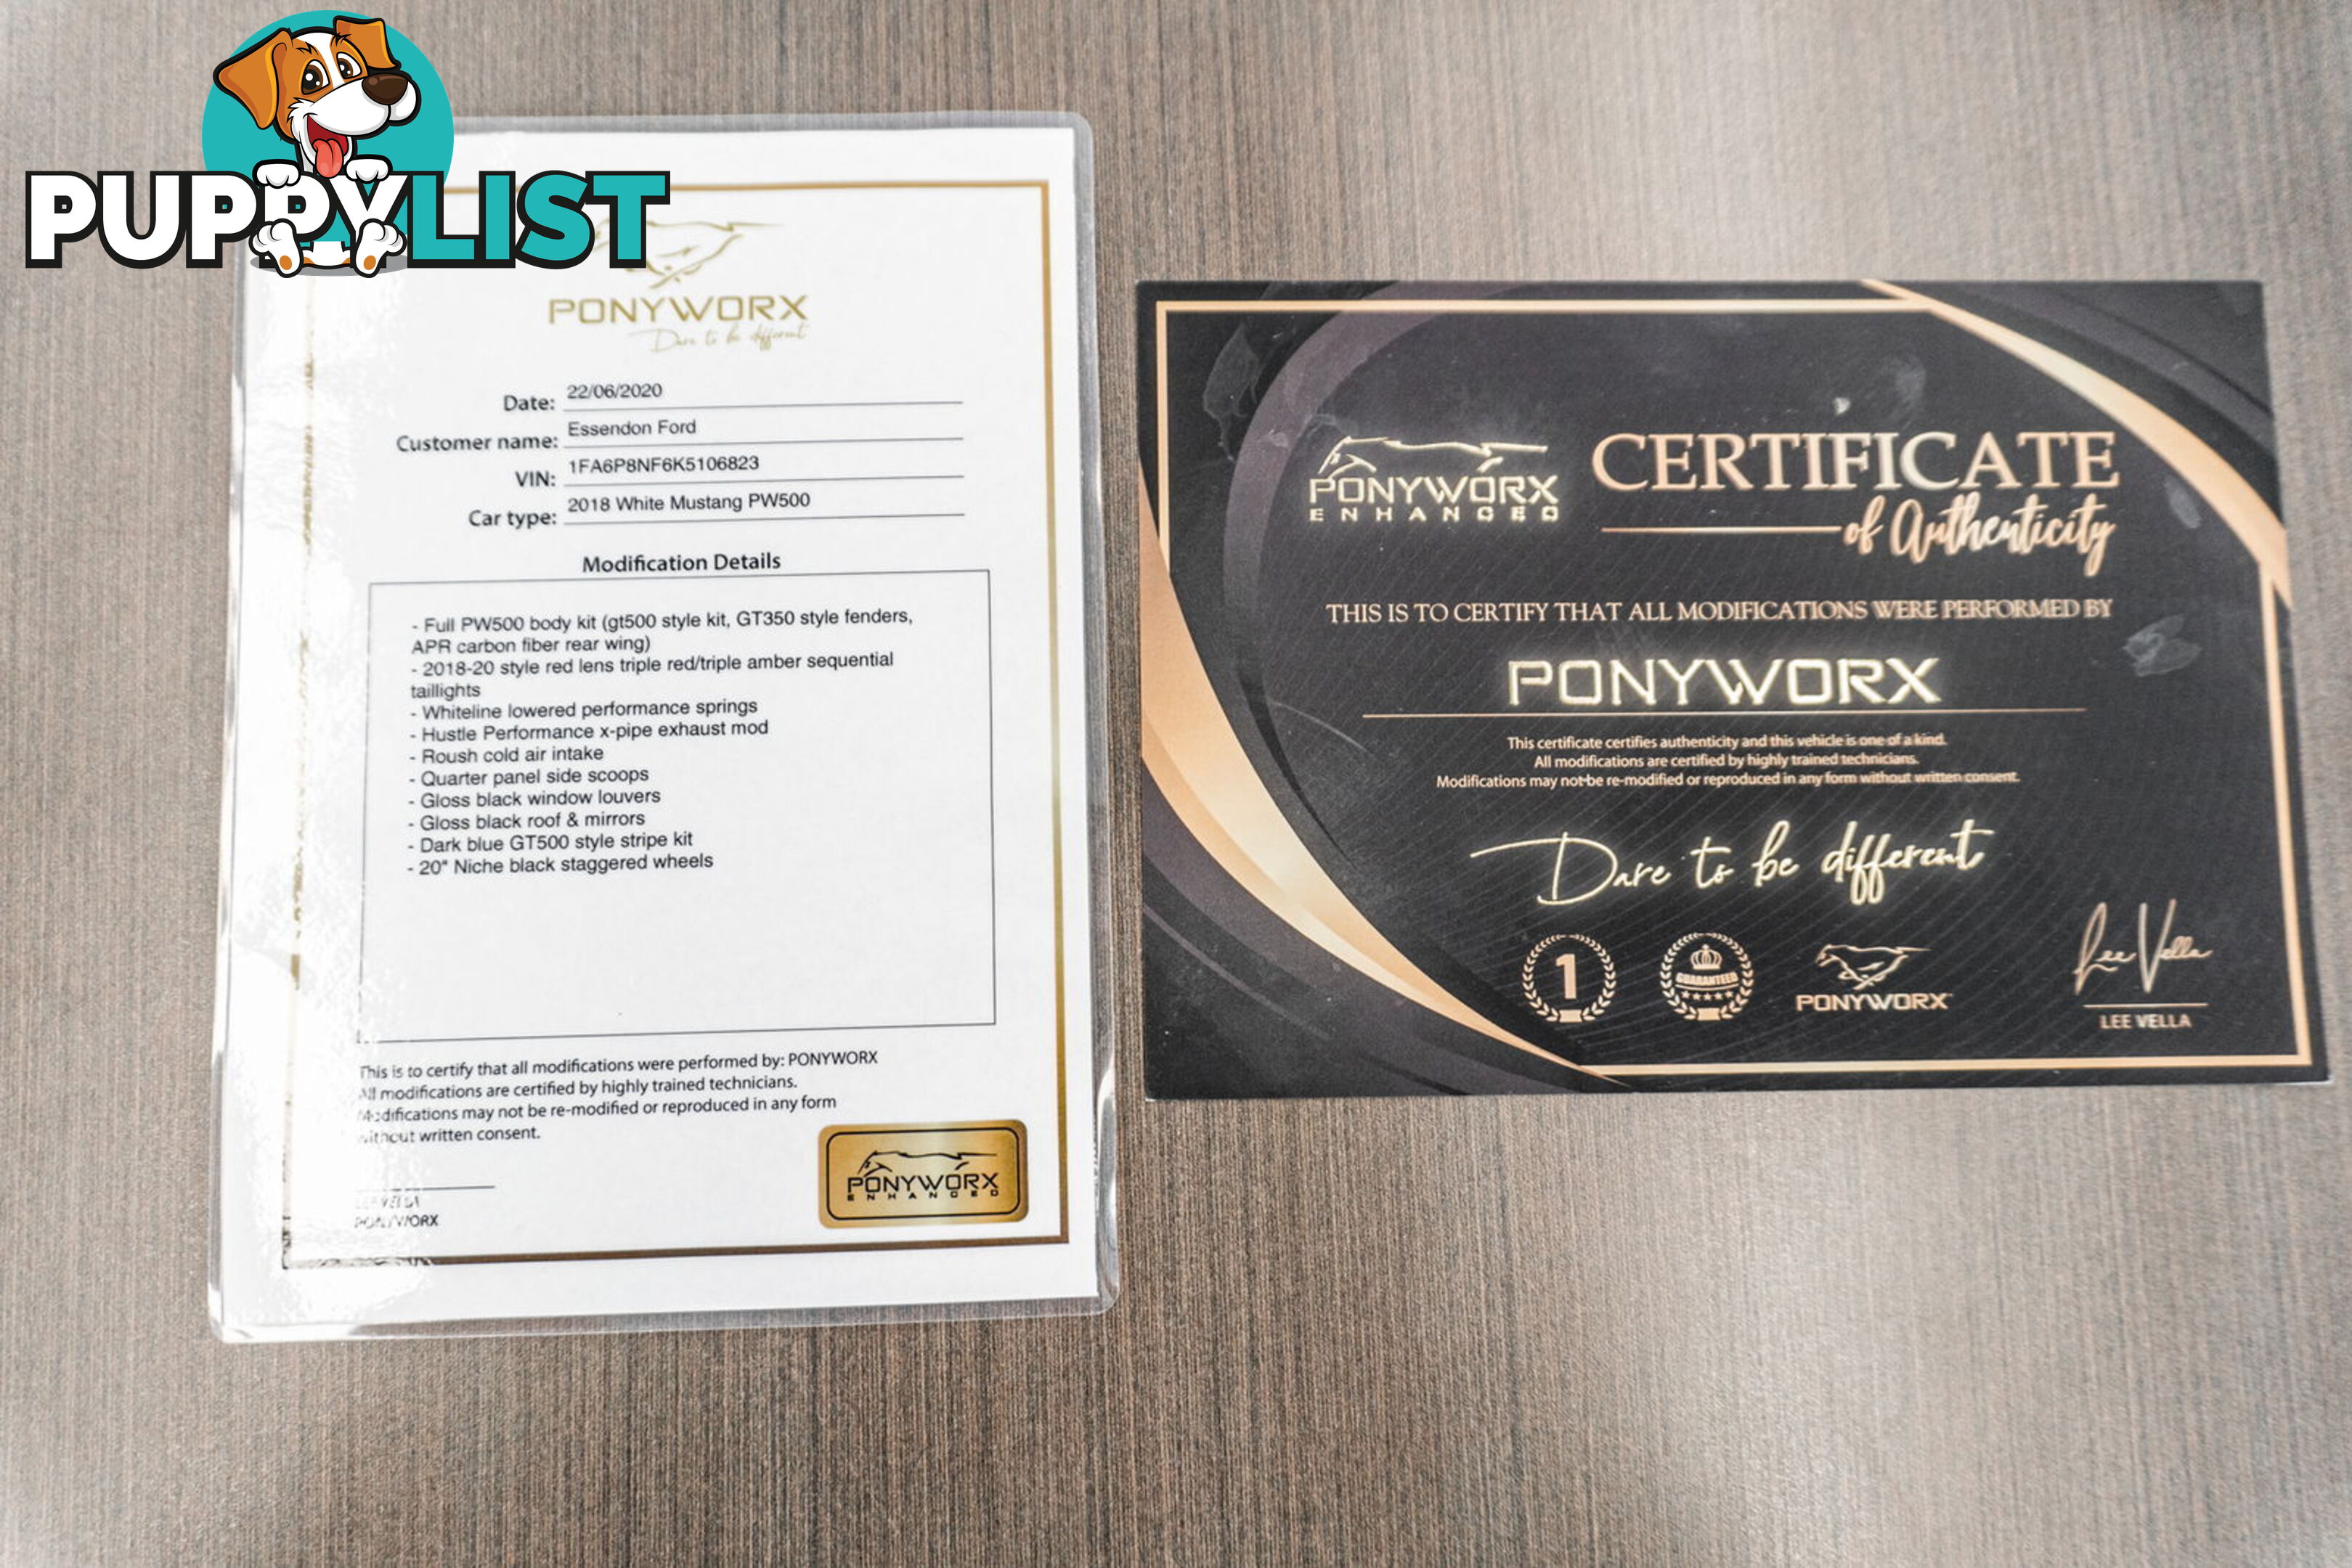 PUPPYLIST
PONYWORX
Dare to be different
Date: 22/06/2020
Customer name: Essendon Ford
VIN: 1FA6P8NF6K5106823
Car type: 2018 White Mustang PW500
Modification Details
- Full PW500 body kit (gt500 style kit, GT350 style fenders,
APR carbon fiber rear wing)
- 2018-20 style red lens triple red/triple amber sequential
taillights
- Whiteline lowered performance springs
- Hustle Performance x-pipe exhaust mod
- Roush cold air intake
- Quarter panel side scoops
- Gloss black window louvers
- Gloss black roof & mirrors
- Dark blue GT500 style stripe kit
- 20" Niche black staggered wheels
This is to certify that all modifications were performed by: PONYWORX
All modifications are certified by highly trained technicians.
Modifications may not be re-modified or reproduced in any form
without written consent.
LEE VELLA
PONYWORX
PONYWORX
ENHANCED
PONYWORX
ENHANCED
CERTIFICATE
of Authenticity
THIS IS TO CERTIFY THAT ALL MODIFICATIONS WERE PERFORMED BY
PONYWORX
This certificate certifies authenticity and this vehicle is one of a kind.
All modifications are certified by highly trained technicians.
Modifications may not be re-modified or reproduced in any form without written consent.
Dare to be different
1
GUARANTEED
PONYWORX
Lee Vella
LEE VELLA